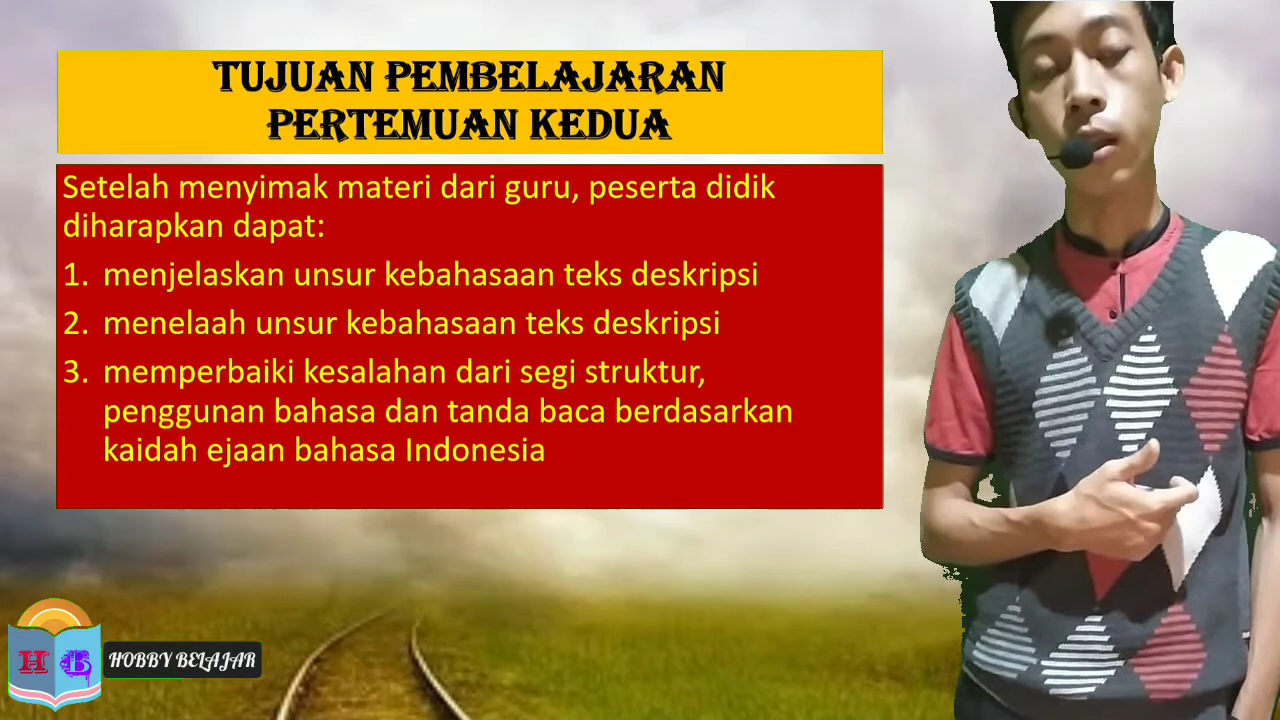 TUJUAN PEMBELAJARAN
PERTEMUAN KEDUA
Setelah menyimak materi dari guru, peserta didik
diharapkan dapat:
1. menjelaskan unsur kebahasaan teks deskripsi
2. menelaah unsur kebahasaan teks deskripsi
3. memperbaiki kesalahan dari segi struktur,
penggunan bahasa dan tanda baca berdasarkan
kaidah ejaan bahasa Indonesia
H B
HOBBY BELAJAR